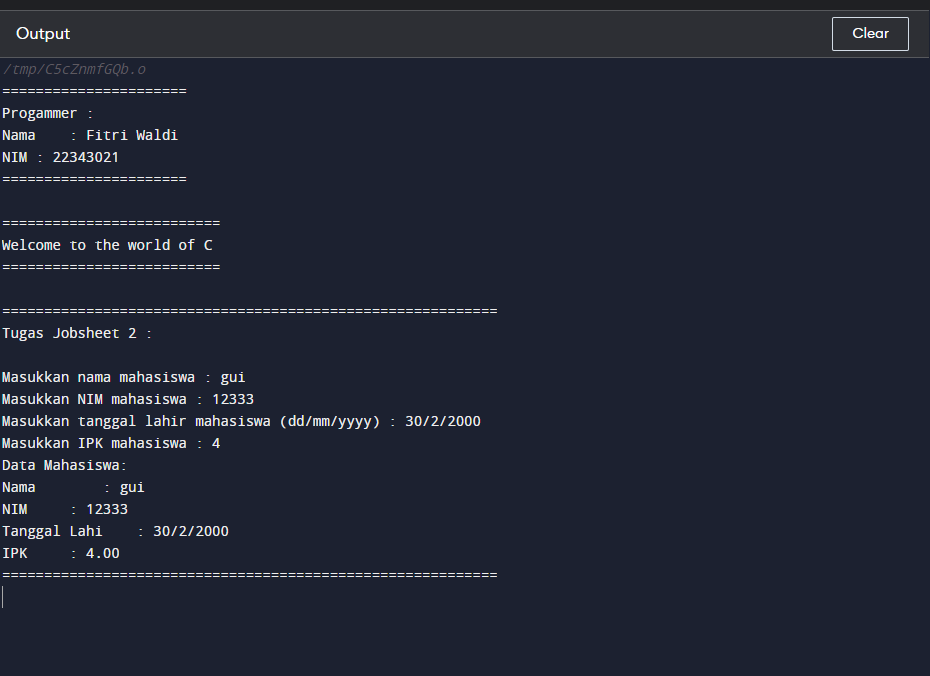 Output
Clear
/tmp/C5cZnmfGQb.o
======================
Progammer :
Nama    : Fitri Waldi
NIM : 22343021
======================
==========================
Welcome to the world of C
==========================
===========================================================
Tugas Jobsheet 2 :
Masukkan nama mahasiswa : gui
Masukkan NIM mahasiswa : 12333
Masukkan tanggal lahir mahasiswa (dd/mm/yyyy) : 30/2/2000
Masukkan IPK mahasiswa : 4
Data Mahasiswa:
Nama        : gui
NIM     : 12333
Tanggal Lahi    : 30/2/2000
IPK     : 4.00
===========================================================